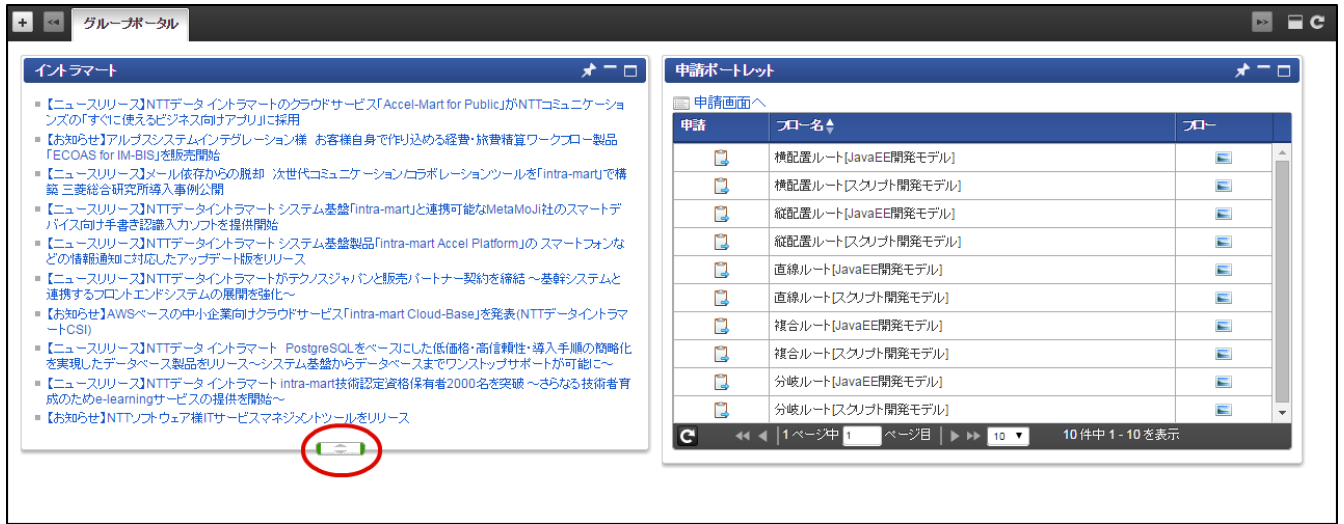 グループポータル
イントラマート
【ニュースリリース】NTTデータ イントラマートのクラウドサービス「Accel-Mart for Public」がNTTコミュニケーショ
ンズの「すぐに使えるビジネス向けアプリ」に採用
【お知らせ】アルプスシステムインテグレーション様 お客様自身で作り込める経費・旅費精算ワークフロー製品
「ECOAS for IM-BIS」を販売開始
【ニュースリリース】メール依存からの脱却 次世代コミュニケーション/コラボレーションツールを「intra-mart」で構
築 三菱総合研究所導入事例公開
【ニュースリリース】NTTデータイントラマート システム基盤「intra-mart」と連携可能なMetaMoJi社のスマートデ
バイス向け手書き認識入力ソフトを提供開始
【ニュースリリース】NTTデータイントラマート システム基盤製品「intra-mart Accel Platform」の スマートフォンな
どの情報通知に対応したアップデート版をリリース
【ニュースリリース】NTTデータイントラマートがテクノスジャパンと販売パートナー契約を締結 ～基幹システムと
連携するフロントエンドシステムの展開を強化～
【お知らせ】AWSベースの中小企業向けクラウドサービス「intra-mart Cloud-Base」を発表(NTTデータイントラマ
ートCSI)
【ニュースリリース】NTTデータ イントラマート PostgreSQLをベースにした低価格・高信頼性・導入手順の簡略化
を実現したデータベース製品をリリース～システム基盤からデータベースまでワンストップサポートが可能に～
【ニュースリリース】NTTデータ イントラマート intra-mart技術認定資格保有者2000名を突破 ～さらなる技術者育
成のためe-learningサービスの提供を開始～
【お知らせ】NTTソフトウェア様ITサービスマネジメントツールをリリース
申請ポートレット
申請画面へ
申請 フロー名 フロー
横配置ルート[JavaEE開発モデル]
横配置ルート[スクリプト開発モデル]
縦配置ルート[JavaEE開発モデル]
縦配置ルート[スクリプト開発モデル]
直線ルート[JavaEE開発モデル]
直線ルート[スクリプト開発モデル]
複合ルート[JavaEE開発モデル]
複合ルート[スクリプト開発モデル]
分岐ルート[JavaEE開発モデル]
分岐ルート[スクリプト開発モデル]
1 ページ中 1 ページ目 10 10 件中 1 - 10 を表示